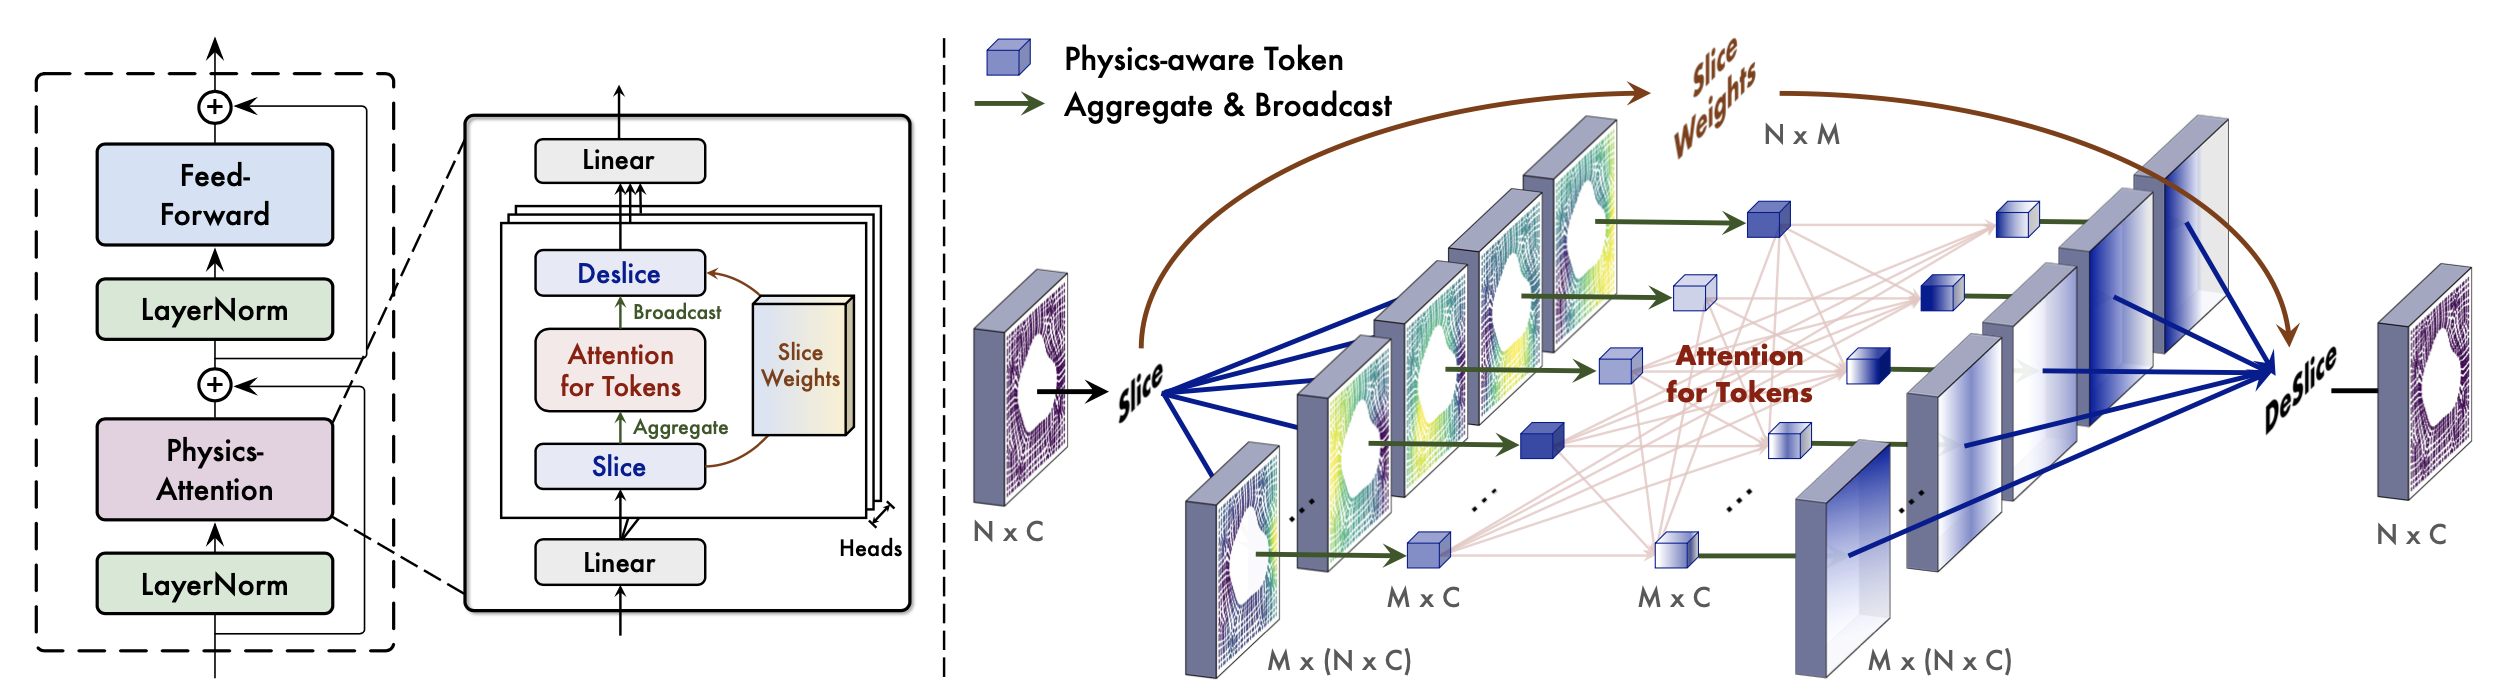 +
Feed-
Forward
LayerNorm
+
Physics-
Attention
LayerNorm
Linear
Deslice
Broadcast
Attention
for Tokens
Slice
Weights
Aggregate
Slice
Heads
Linear
Physics-aware Token
Aggregate & Broadcast
Slice
Weights
N x M
N x C
Slice
Attention
for Tokens
M x C
M x C
M x (N x C)
M x (N x C)
DeSlice
N x C